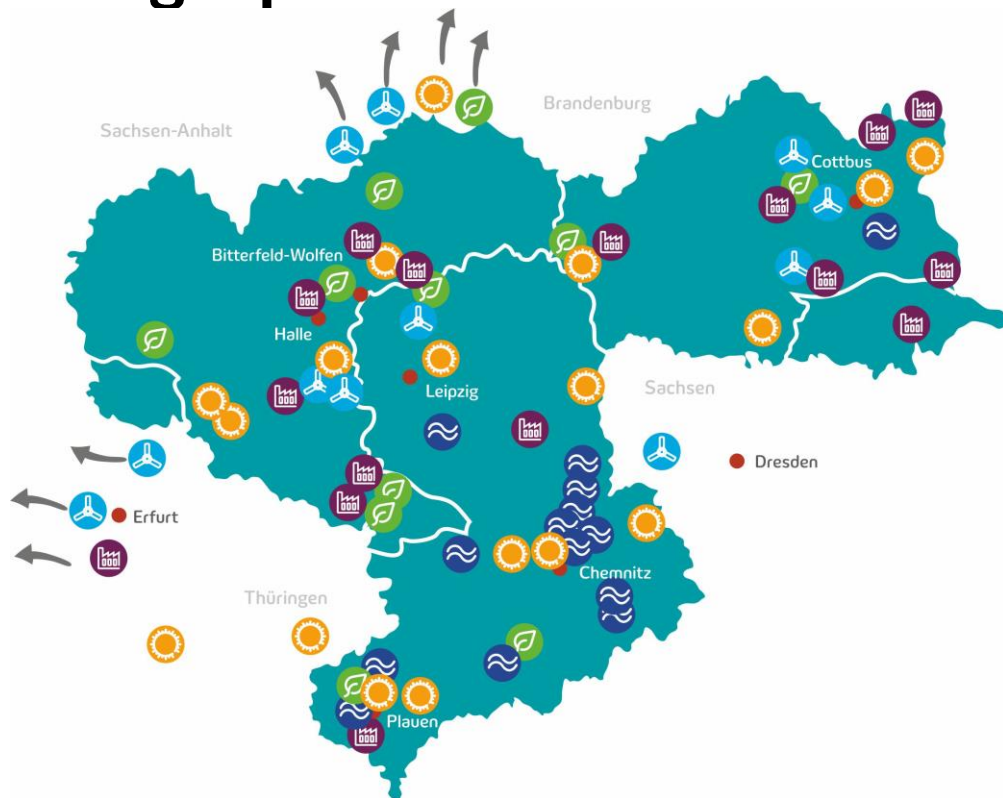 Brandenburg
Sachsen-Anhalt
Cottbus
Bitterfeld-Wolfen
Halle
Leipzig
Sachsen
Dresden
Erfurt
Chemnitz
Thüringen
Plauen